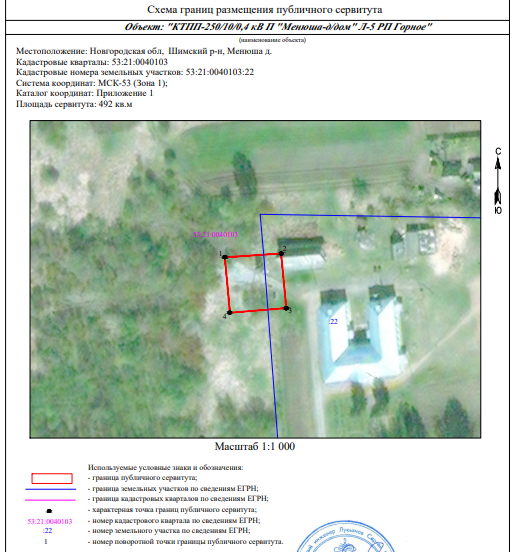 Схема границ размещения публичного сервитута
Объект: "КТПП-250/10/0,4 кВ П "Менюша-д/дом" Л-5 РП Горное"
(наименование объекта)
Местоположение: Новгородская обл, Шимский р-н, Менюша д.
Кадастровые кварталы: 53:21:0040103
Кадастровые номера земельных участков: 53:21:0040103:22
Система координат: МСК-53 (Зона 1);
Каталог координат: Приложение 1
Площадь сервитута: 492 кв.м
С
Ю
53:21:0040103
1
2
3
4
:22
Масштаб 1:1 000
Используемые условные знаки и обозначения:
- граница публичного сервитута;
- граница земельных участков по сведениям ЕГРН;
- граница кадастровых кварталов по сведениям ЕГРН;
- характерная точка границ публичного сервитута;
53:21:0040103 - номер кадастрового квартала по сведениям ЕГРН;
:22 - номер земельного участка по сведениям ЕГРН;
1 - номер поворотной точки границы публичного сервитута.